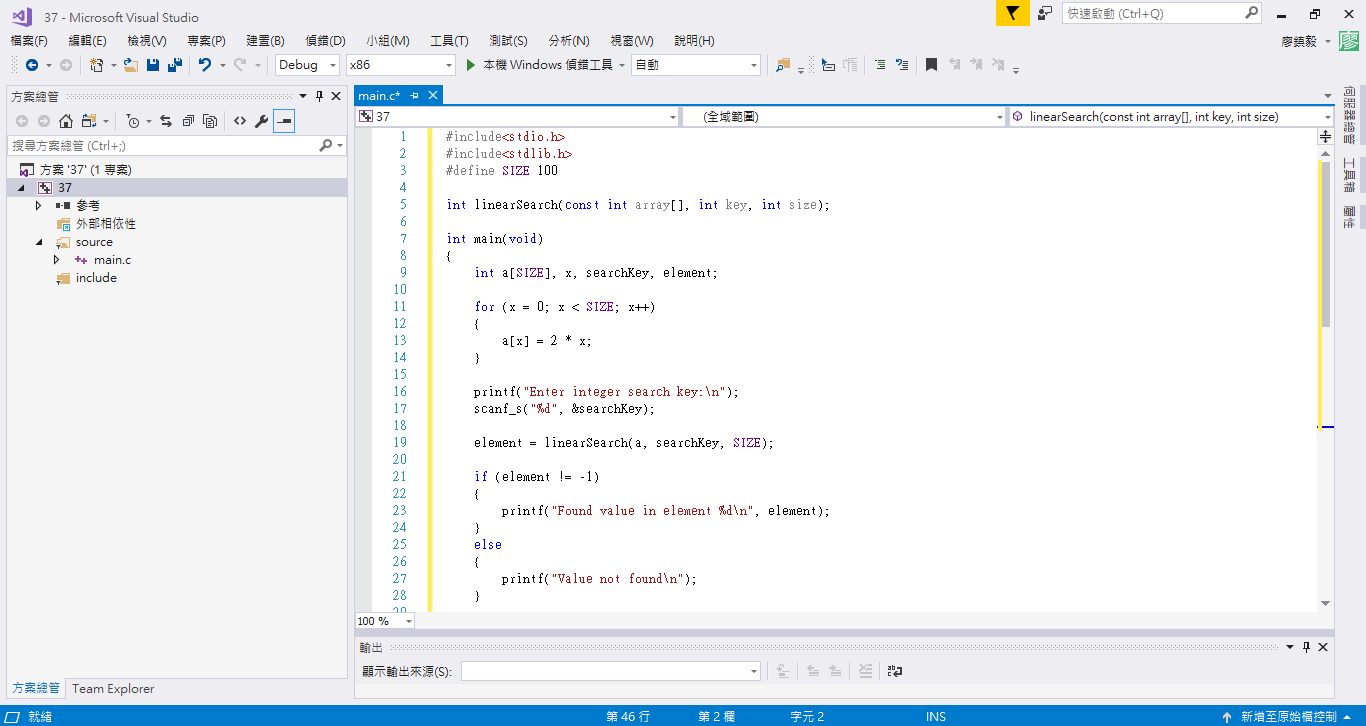 37 - Microsoft Visual Studio
快速啟動 (Ctrl+Q)
檔案(F) 編輯(E) 檢視(V) 專案(P) 建置(B) 偵錯(D) 小組(M) 工具(T) 測試(S) 分析(N) 視窗(W) 說明(H)
廖鎮毅 廖
Debug x86 本機 Windows 偵錯工具 自動
方案總管
搜尋方案總管 (Ctrl+;)
方案 '37' (1 專案)
37
參考
外部相依性
source
main.c
include
方案總管 Team Explorer
main.c*
37 (全域範圍) linearSearch(const int array[], int key, int size)
1 #include<stdio.h>
2 #include<stdlib.h>
3 #define SIZE 100
4
5 int linearSearch(const int array[], int key, int size);
6
7 int main(void)
8 {
9 int a[SIZE], x, searchKey, element;
10
11 for (x = 0; x < SIZE; x++)
12 {
13 a[x] = 2 * x;
14 }
15
16 printf("Enter integer search key:\n");
17 scanf_s("%d", &searchKey);
18
19 element = linearSearch(a, searchKey, SIZE);
20
21 if (element != -1)
22 {
23 printf("Found value in element %d\n", element);
24 }
25 else
26 {
27 printf("Value not found\n");
28 }
29
100 %
輸出
顯示輸出來源(S):
伺服器總管
工具箱
屬性
就緒 第 46 行 第 2 欄 字元 2 INS 新增至原始檔控制